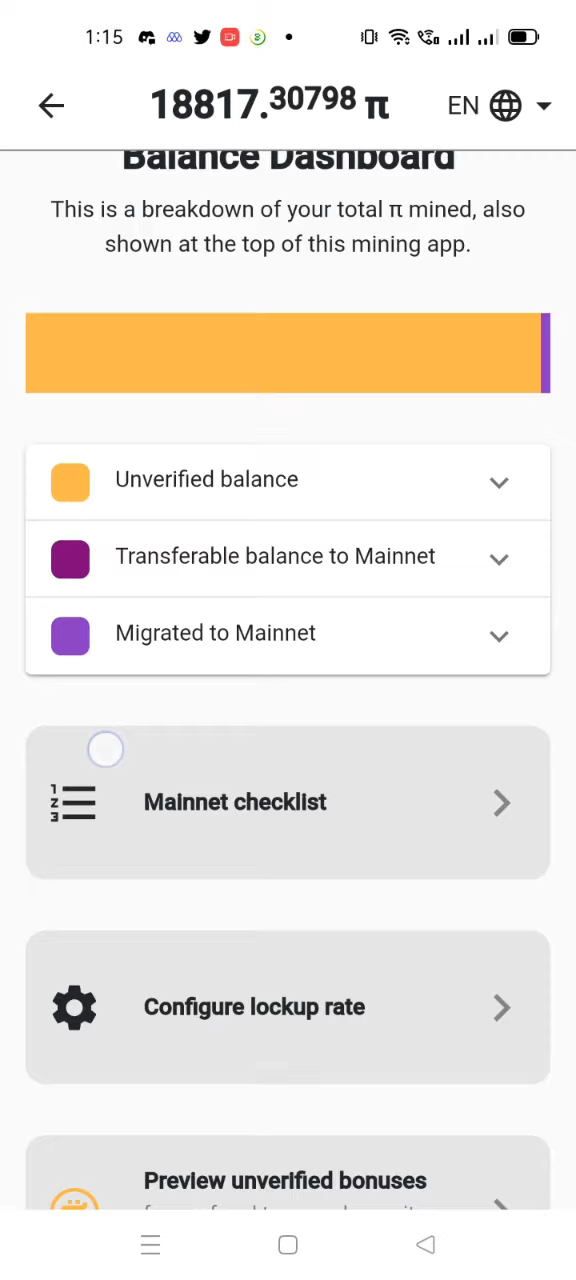 1:15
18817.30798 π
EN
Balance Dashboard
This is a breakdown of your total π mined, also
shown at the top of this mining app.
Unverified balance
Transferable balance to Mainnet
Migrated to Mainnet
1
2
3
Mainnet checklist
Configure lockup rate
Preview unverified bonuses